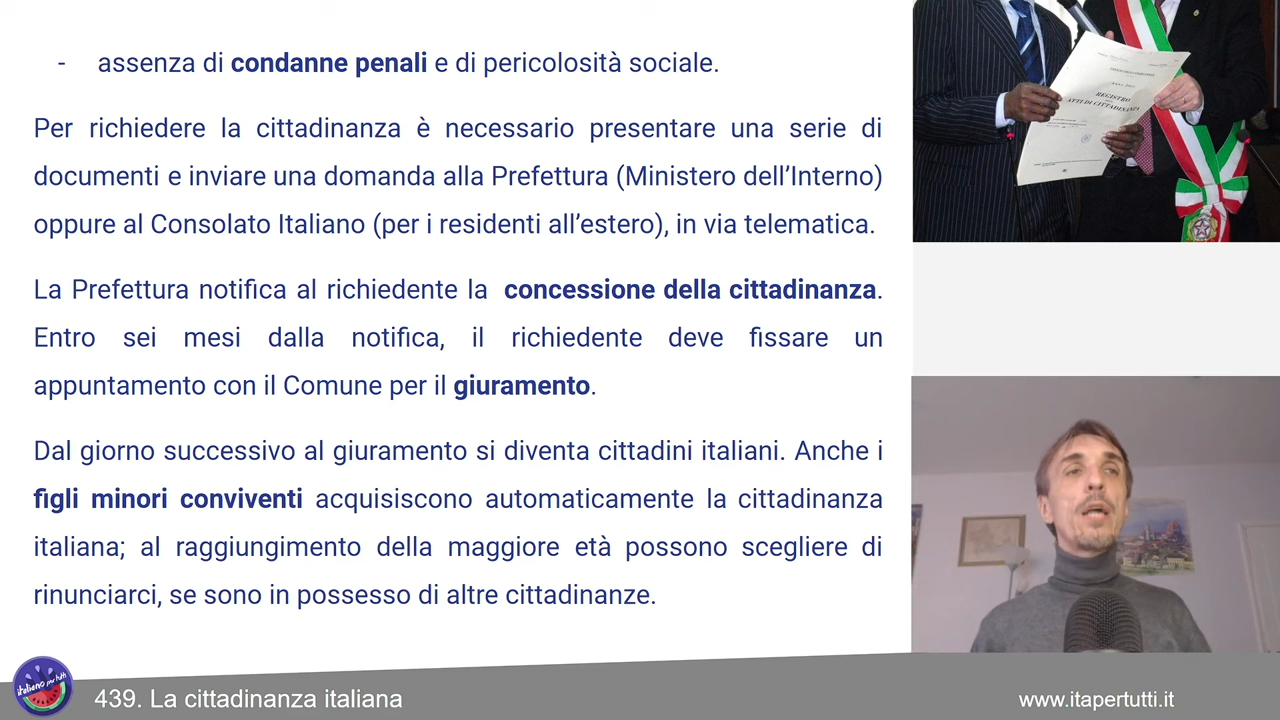 - assenza di condanne penali e di pericolosità sociale.
Per richiedere la cittadinanza e necessario presentare una serie di
documenti e inviare una domanda alla Prefettura (Ministero dell’Interno)
oppure al Consolato Italiano (per i residenti all’estero), in via telematica.
La Prefettura notifica al richiedente la concessione della cittadinanza.
Entro sei mesi dalla notifica, il richiedente deve fissare un
appuntamento con il Comune per il giuramento.
Dal giorno successivo al giuramento si diventa cittadini italiani. Anche i
figli minori conviventi acquisiscono automaticamente la cittadinanza
italiana; al raggiungimento della maggiore età possono scegliere di
rinunciarci, se sono in possesso di altre cittadinanze.
REGISTRO
ATTI DI CITTADINANZA
italiano per tutti
439. La cittadinanza italiana
www.itapertutti.it